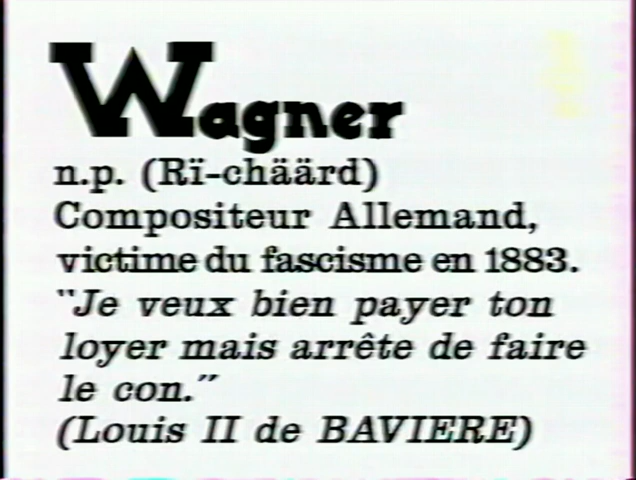 Wagner
n.p. (Rï-chäärd)
Compositeur Allemand,
victime du fascisme en 1883.
"Je veux bien payer ton
loyer mais arrête de faire
le con."
(Louis II de BAVIERE)